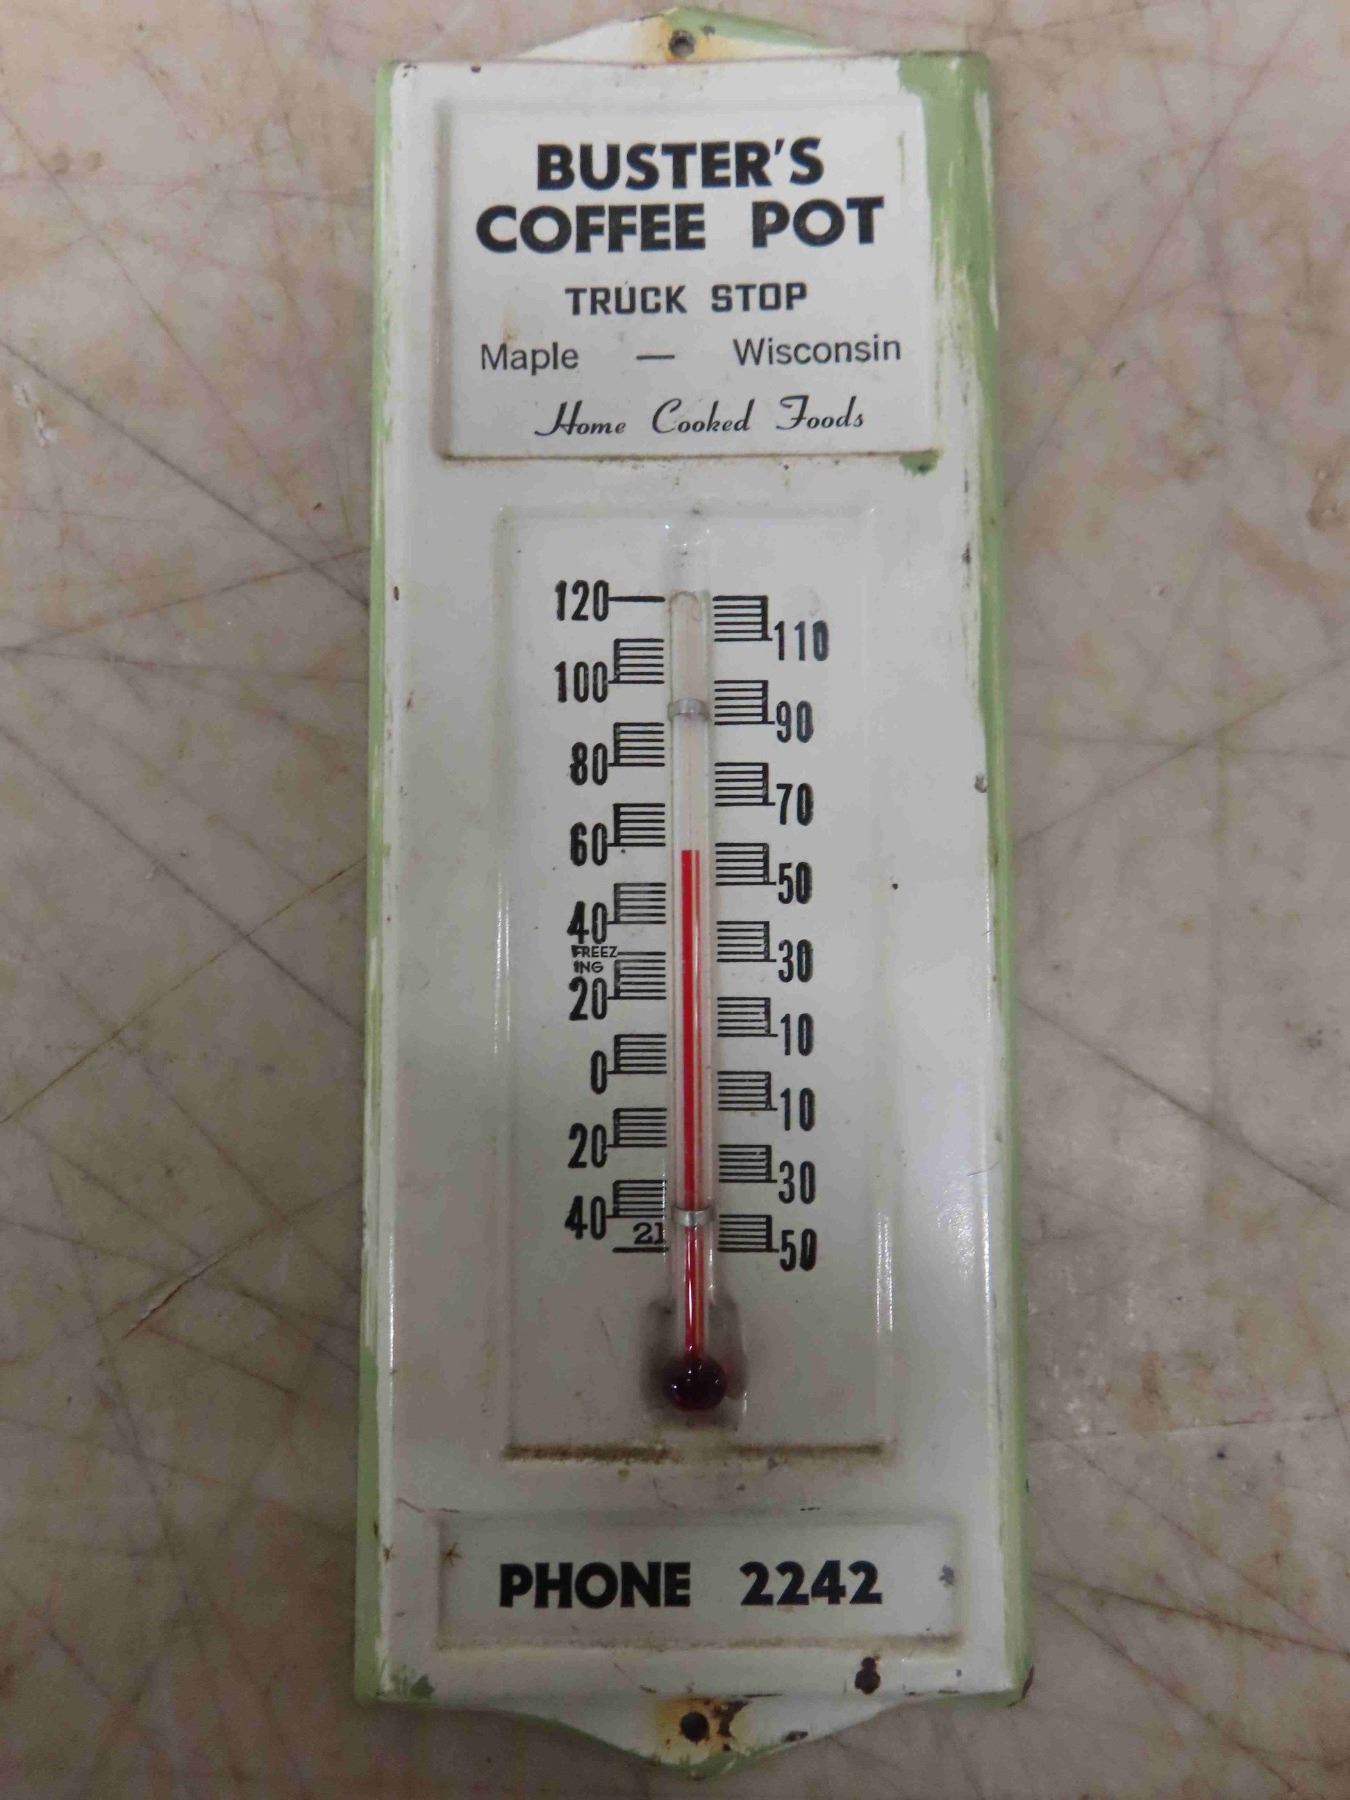 BUSTER'S
COFFEE POT
TRUCK STOP
Maple — Wisconsin
Home Cooked Foods
120
110
100
90
80
70
60
50
40
FREEZ
ING
30
20
10
0
10
20
30
40
21
50
PHONE 2242